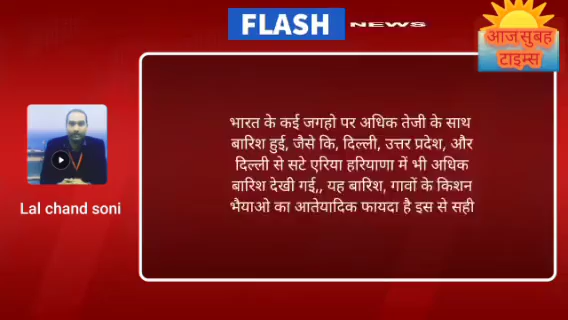 FLASH NEWS
आज सुबह
टाइम्स
भारत के कई जगहो पर अधिक तेजी के साथ
बारिश हुई, जैसे कि, दिल्ली, उत्तर प्रदेश, और
दिल्ली से सटे एरिया हरियाणा में भी अधिक
बारिश देखी गई,, यह बारिश, गावों के किशन
भैयाओ का आतेयादिक फायदा है इस से सही
Lal chand soni